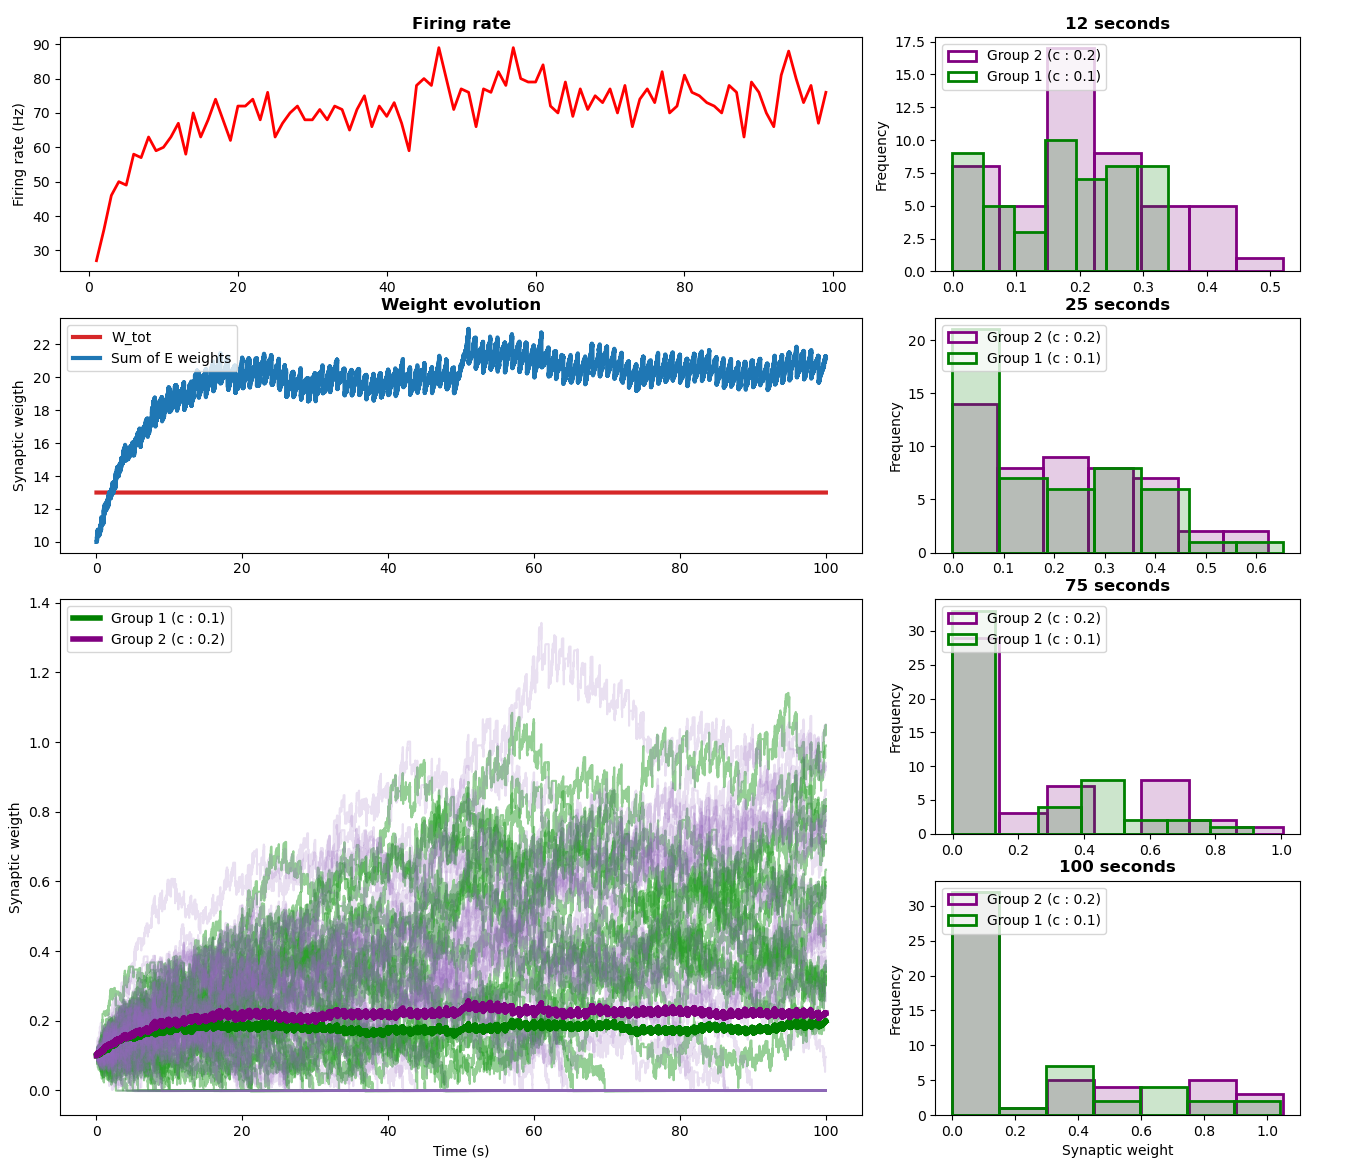 Firing rate
Firing rate (Hz)
90
80
70
60
50
40
30
0 20 40 60 80 100
Weight evolution
Synaptic weigth
W_tot
Sum of E weights
22
20
18
16
14
12
10
0 20 40 60 80 100
Synaptic weigth
Group 1 (c : 0.1)
Group 2 (c : 0.2)
1.4
1.2
1.0
0.8
0.6
0.4
0.2
0.0
0 20 40 60 80 100
Time (s)
12 seconds
Frequency
Group 2 (c : 0.2)
Group 1 (c : 0.1)
17.5
15.0
12.5
10.0
7.5
5.0
2.5
0.0
0.0 0.1 0.2 0.3 0.4 0.5
25 seconds
Frequency
Group 2 (c : 0.2)
Group 1 (c : 0.1)
20
15
10
5
0
0.0 0.1 0.2 0.3 0.4 0.5 0.6
75 seconds
Frequency
Group 2 (c : 0.2)
Group 1 (c : 0.1)
30
25
20
15
10
5
0
0.0 0.2 0.4 0.6 0.8 1.0
100 seconds
Frequency
Group 2 (c : 0.2)
Group 1 (c : 0.1)
30
25
20
15
10
5
0
0.0 0.2 0.4 0.6 0.8 1.0
Synaptic weight